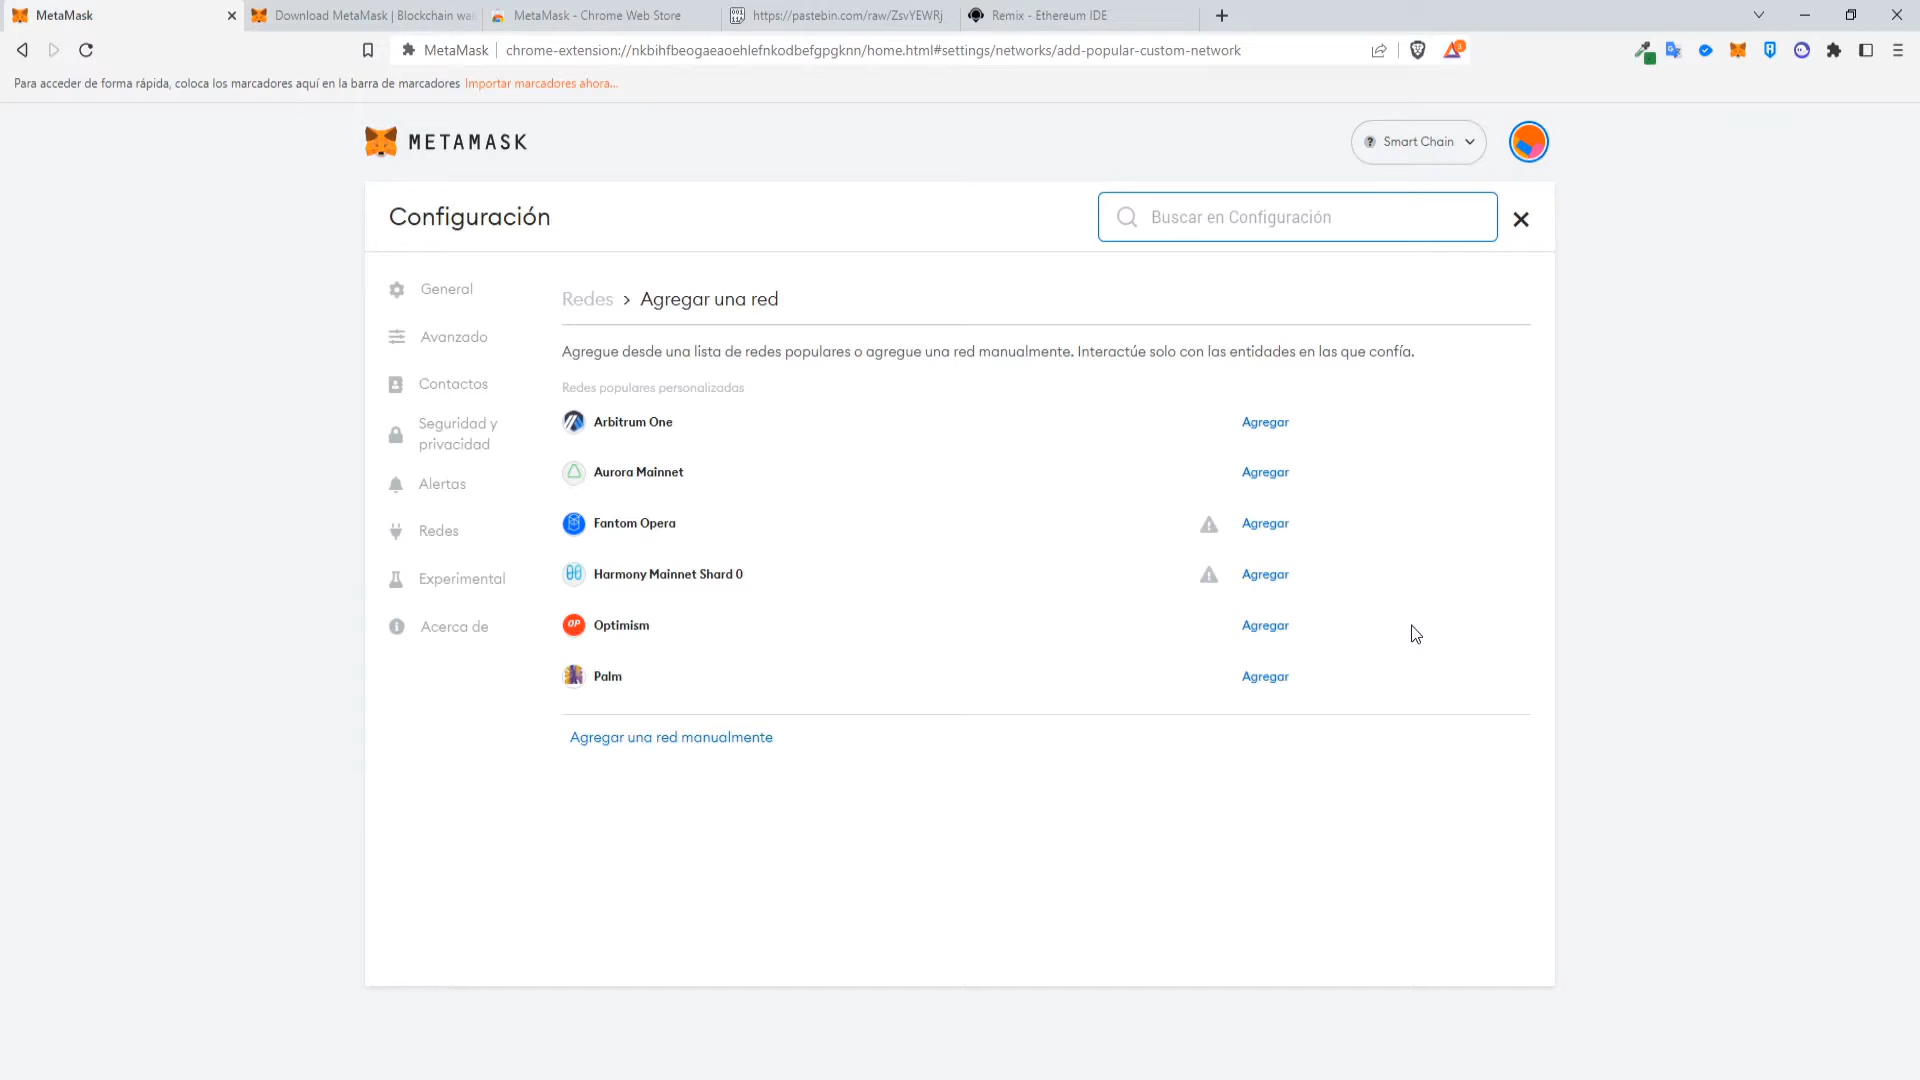 MetaMask
Download MetaMask | Blockchain wal
MetaMask - Chrome Web Store
https://pastebin.com/raw/ZsvYEWRj
Remix - Ethereum IDE
MetaMask
chrome-extension://nkbihfbeogaeaoehlefnkodbefgpgknn/home.html#settings/networks/add-popular-custom-network
Para acceder de forma rápida, coloca los marcadores aquí en la barra de marcadores Importar marcadores ahora...
METAMASK
Smart Chain
Configuración
Buscar en Configuración
General
Avanzado
Contactos
Seguridad y
privacidad
Alertas
Redes
Experimental
Acerca de
Redes > Agregar una red
Agregue desde una lista de redes populares o agregue una red manualmente. Interactúe solo con las entidades en las que confía.
Redes populares personalizadas
Arbitrum One Agregar
Aurora Mainnet Agregar
Fantom Opera Agregar
Harmony Mainnet Shard 0 Agregar
OP Optimism Agregar
Palm Agregar
Agregar una red manualmente